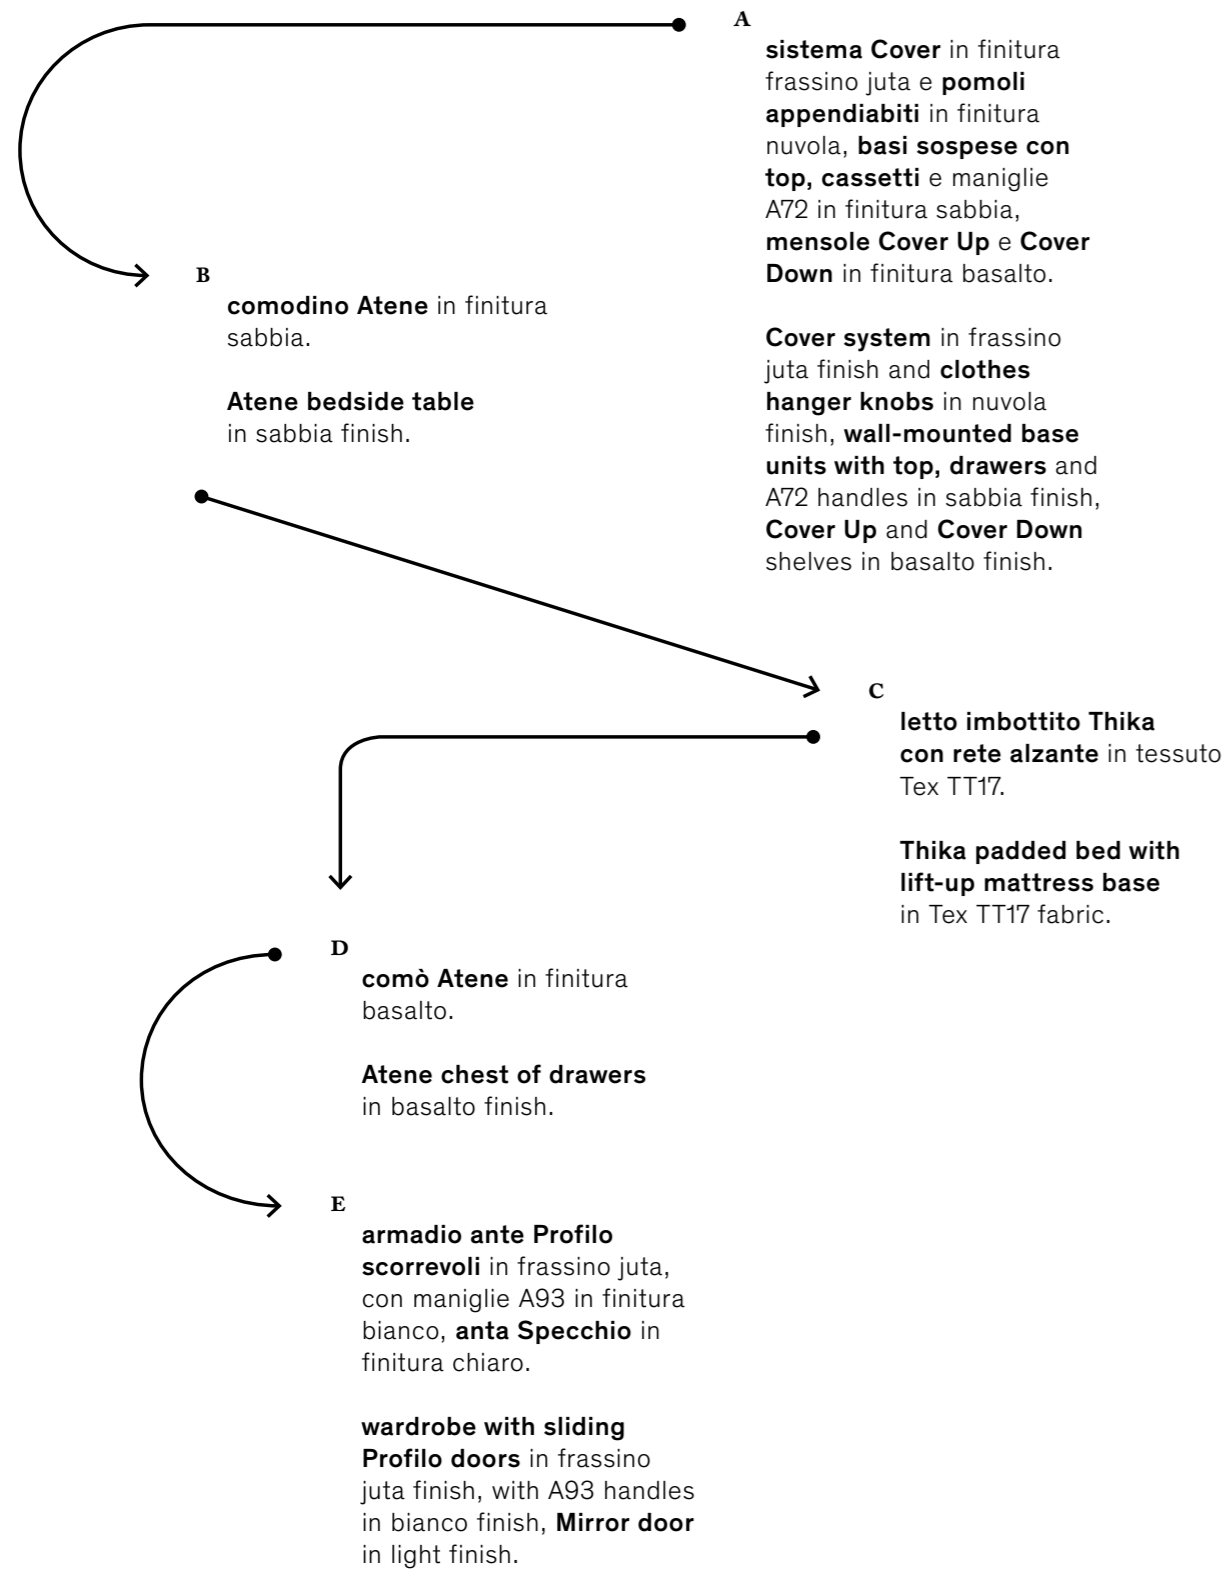 A
sistema Cover in finitura
frassino juta e pomoli
appendiabiti in finitura
nuvola, basi sospese con
top, cassetti e maniglie
A72 in finitura sabbia,
mensole Cover Up e Cover
Down in finitura basalto.
Cover system in frassino
juta finish and clothes
hanger knobs in nuvola
finish, wall-mounted base
units with top, drawers and
A72 handles in sabbia finish,
Cover Up and Cover Down
shelves in basalto finish.
B
comodino Atene in finitura
sabbia.
Atene bedside table
in sabbia finish.
C
letto imbottito Thika
con rete alzante in tessuto
Tex TT17.
Thika padded bed with
lift-up mattress base
in Tex TT17 fabric.
D
comò Atene in finitura
basalto.
Atene chest of drawers
in basalto finish.
E
armadio ante Profilo
scorrevoli in frassino juta,
con maniglie A93 in finitura
bianco, anta Specchio in
finitura chiaro.
wardrobe with sliding
Profilo doors in frassino
juta finish, with A93 handles
in bianco finish, Mirror door
in light finish.